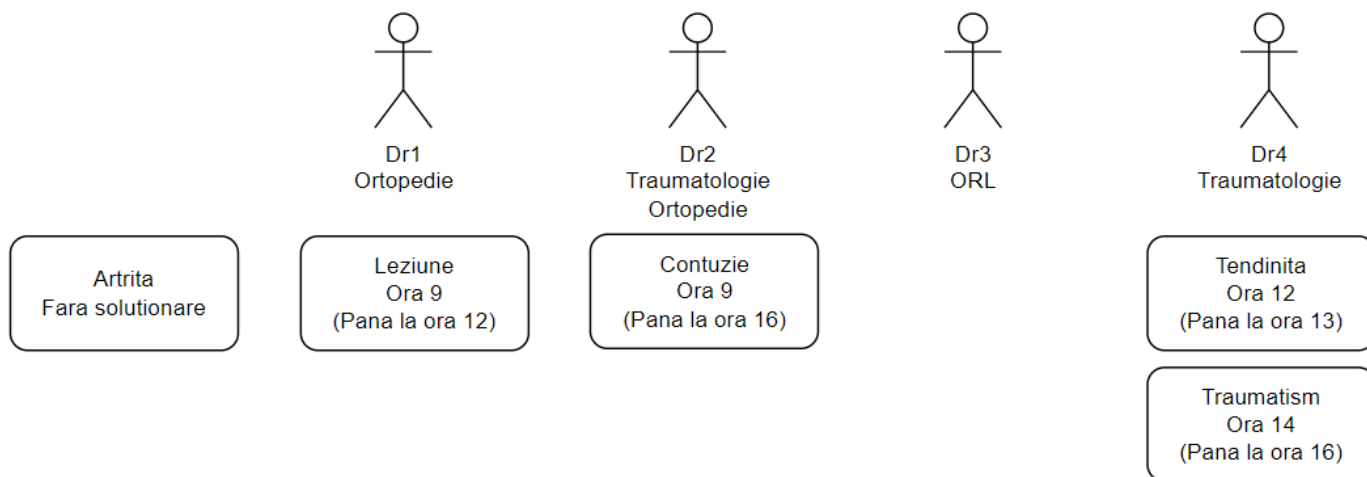 Dr1
Ortopedie
Dr2
Traumatologie
Ortopedie
Dr3
ORL
Dr4
Traumatologie
Artrita
Fara solutionare
Leziune
Ora 9
(Pana la ora 12)
Contuzie
Ora 9
(Pana la ora 16)
Tendinita
Ora 12
(Pana la ora 13)
Traumatism
Ora 14
(Pana la ora 16)